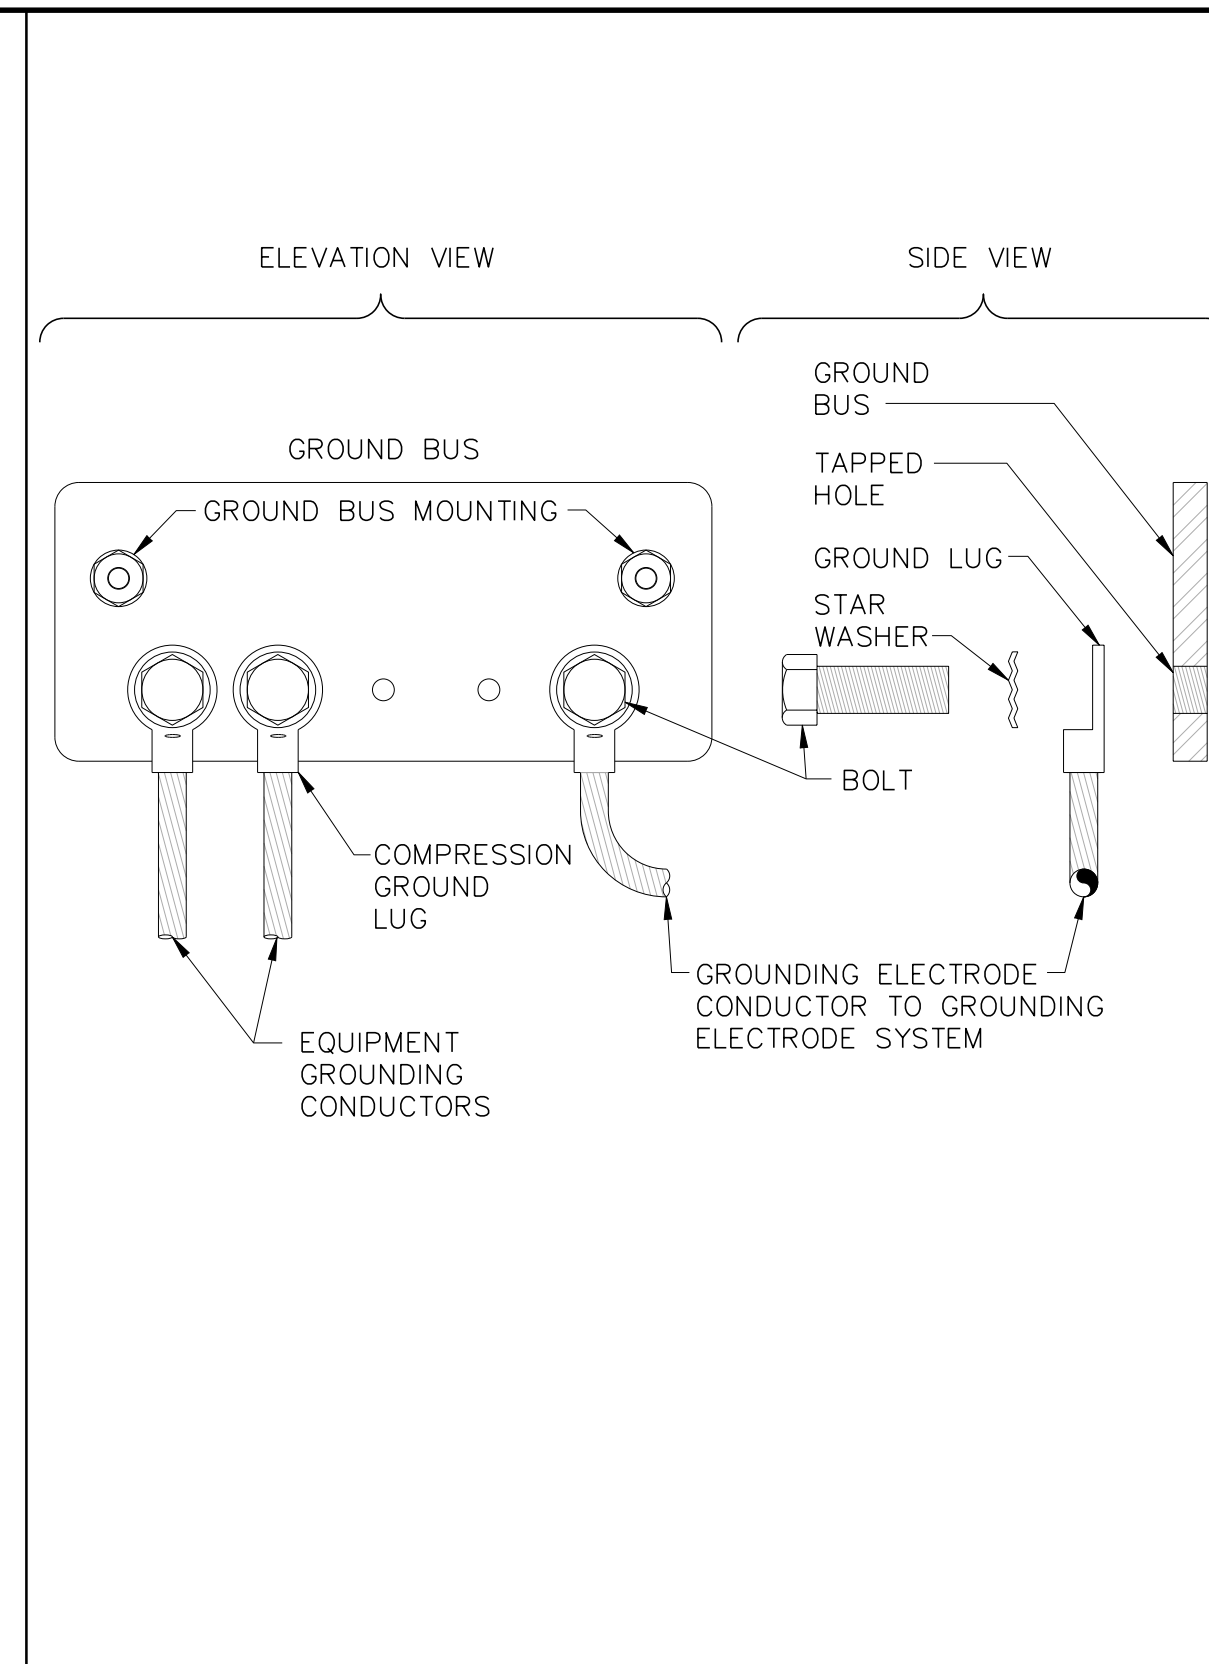 ELEVATION VIEW
SIDE VIEW
GROUND
BUS
GROUND BUS
TAPPED
HOLE
GROUND BUS MOUNTING
GROUND LUG
STAR
WASHER
BOLT
COMPRESSION
GROUND
LUG
GROUNDING ELECTRODE
CONDUCTOR TO GROUNDING
ELECTRODE SYSTEM
EQUIPMENT
GROUNDING
CONDUCTORS